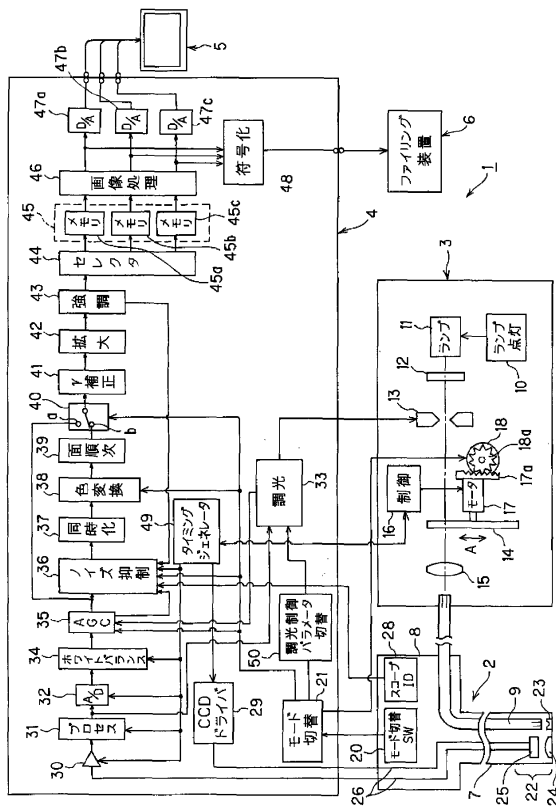 30
プロセス
31
A/D
32
ホワイトバランス
34
AGC
35
ノイズ抑制
36
同時化
37
色変換
38
面順次
39
a
b
40
γ補正
41
拡大
42
強調
43
セレクタ
44
45
メモリ
メモリ
メモリ
45a
45b
45c
画像処理
46
D/A
D/A
D/A
47a
47b
47c
5
符号化
48
ファイリング装置
6
1
4
CCDドライバ
29
タイミングジェネレータ
49
調光
33
調光制御パラメータ切替
50
モード切替
21
モード切替SW
20
スコープID
28
8
2
3
ランプ
11
ランプ点灯
10
12
13
14
15
制御
16
モータ
17
17a
18
18a
A
7
9
26
22
23
24
25